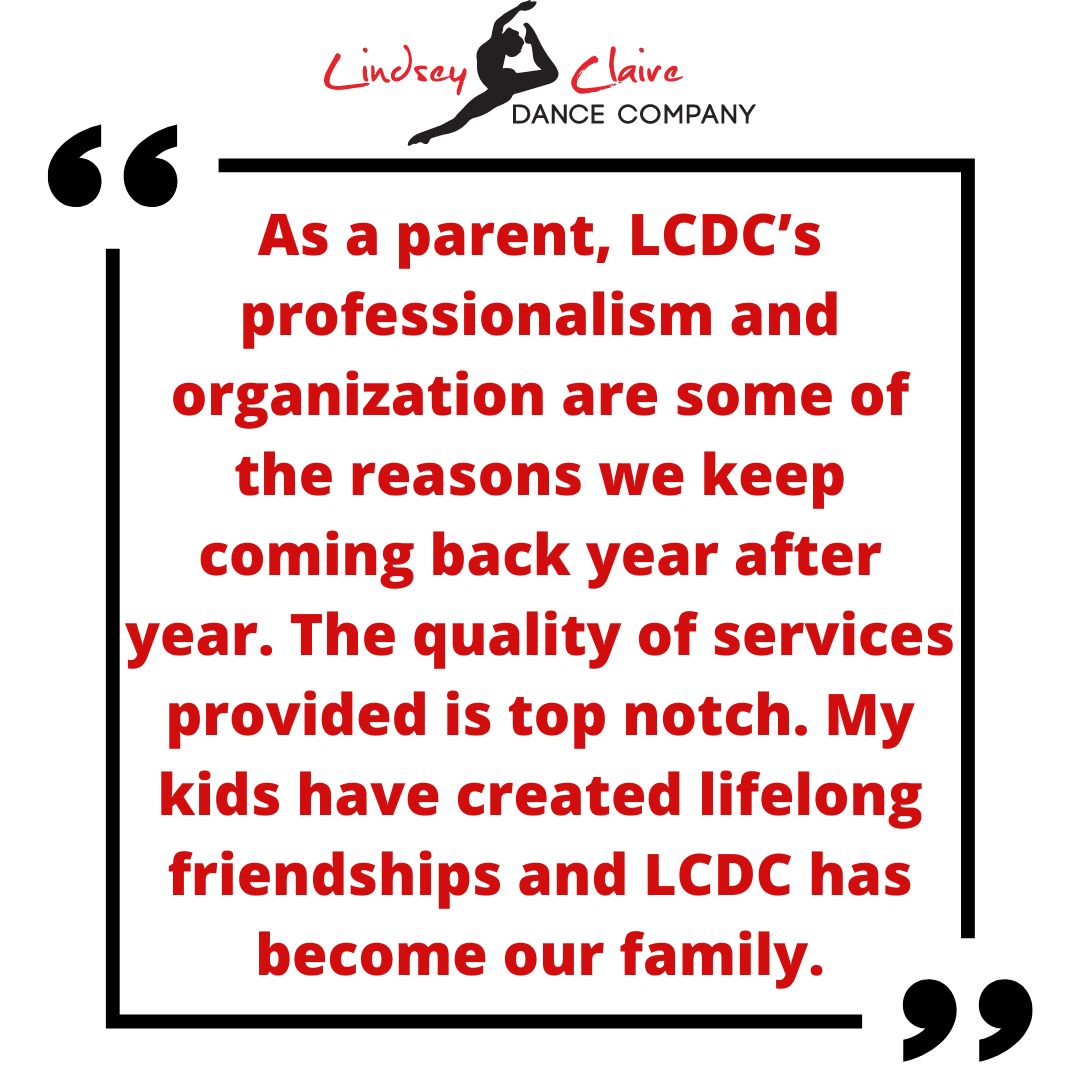 Lindsey Claire
DANCE COMPANY
“
As a parent, LCDC’s
professionalism and
organization are some of
the reasons we keep
coming back year after
year. The quality of services
provided is top notch. My
kids have created lifelong
friendships and LCDC has
become our family.
”